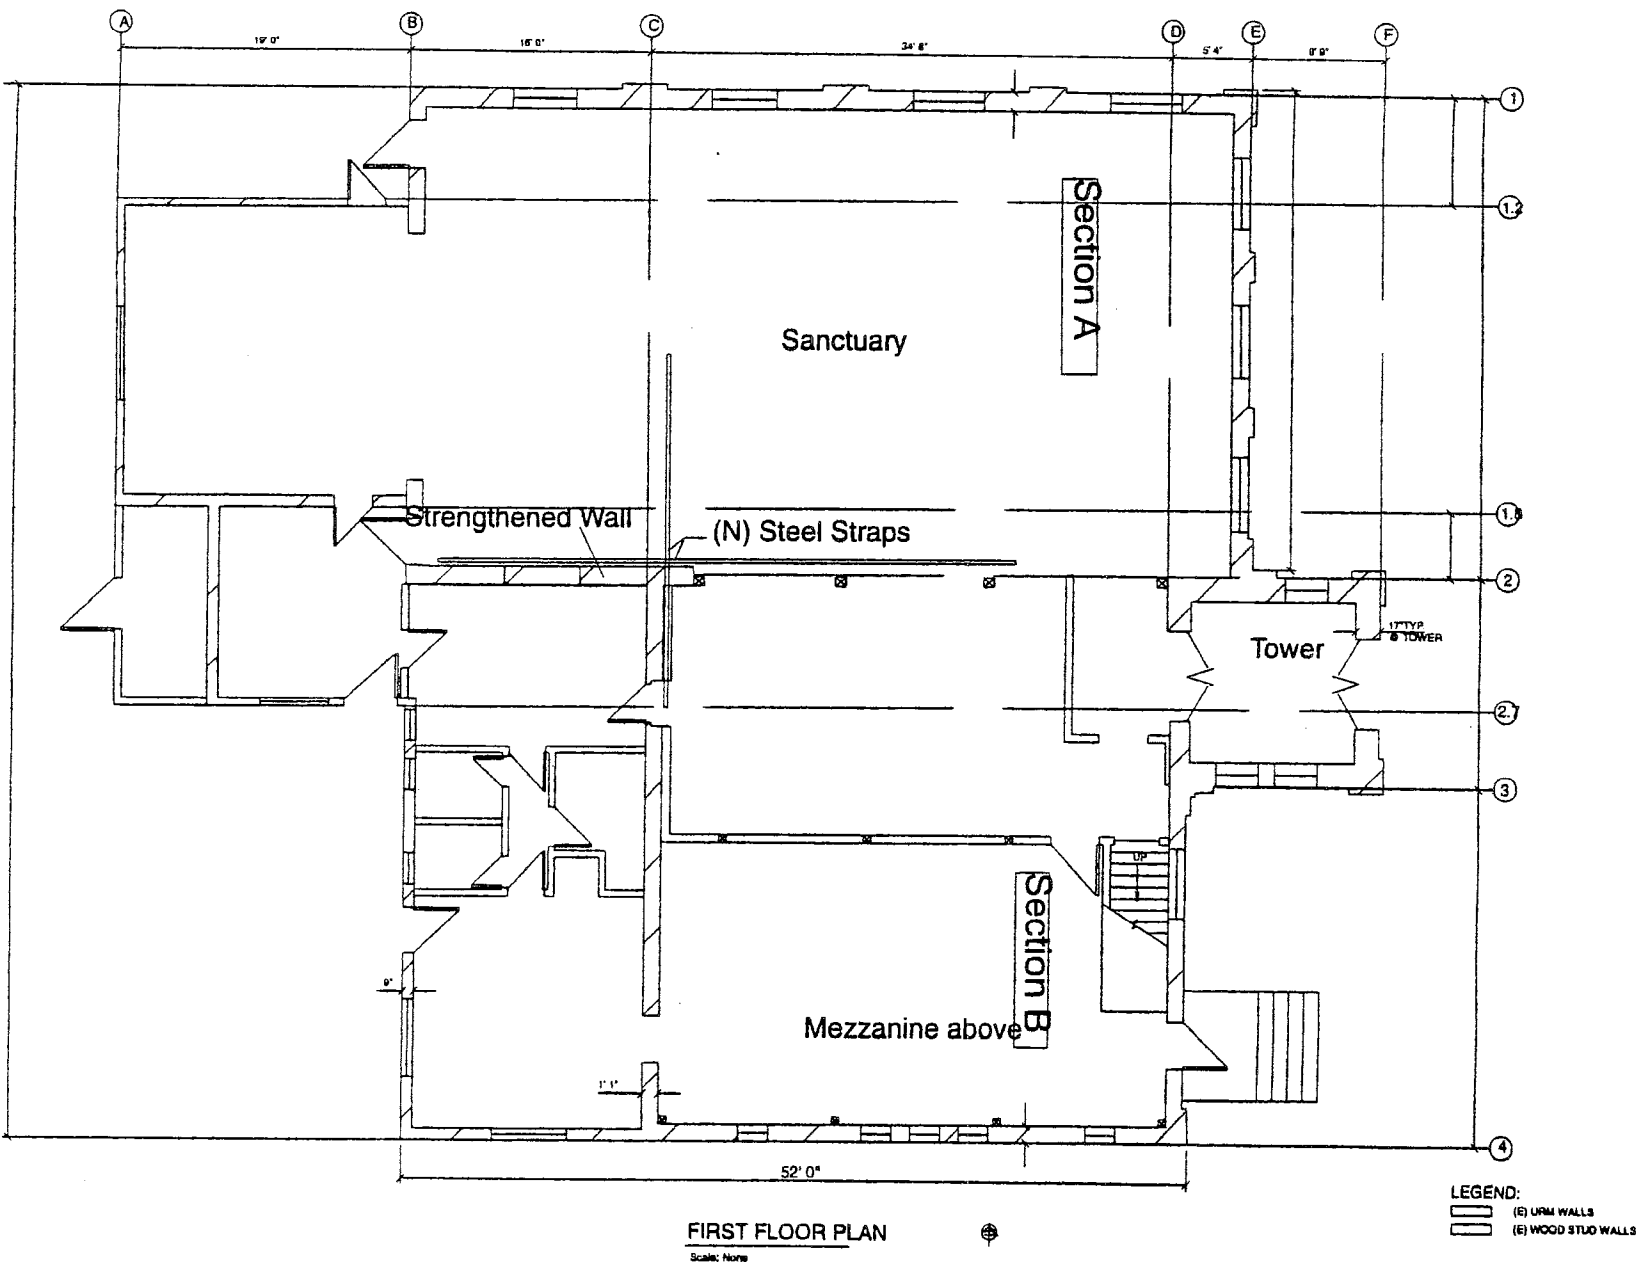 A B C D E F
19' 0" 16' 0" 34' 8" 5' 4" 8' 9"
1
1.2
Section A
Sanctuary
Strengthened Wall
(N) Steel Straps
2
17" TYP.
@ TOWER
Tower
2.7
3
UP
Section B
9"
Mezzanine above
1' 1"
4
52' 0"
LEGEND:
(E) URM WALLS
(E) WOOD STUD WALLS
FIRST FLOOR PLAN
Scale: None